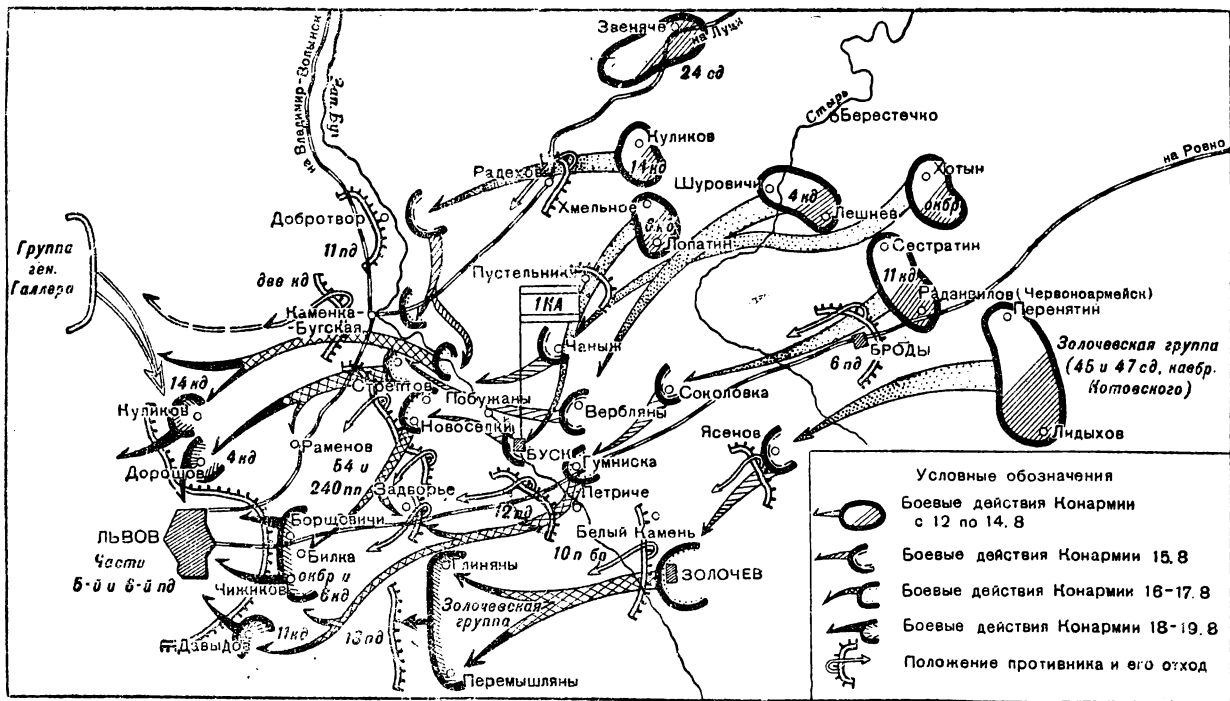 Звеняче
на Луцк
24 сд
на Владимир-Волынск
Зап. Буг
Стырь
Берестечко
на Ровно
Куликов
14 кд
Радехов
Шуровичи
4 кд
Лешнев
Хотын
окбр
Хмельное
6 кд
Лопатин
Добротвор
11 пд
Сестратин
11 кд
Радзивилов (Червоноармейск)
Перенятин
Группа
ген.
Галлера
две кд
Пустельники
1КА
Каменка-
-Бугская
Чаныж
6 пд
БРОДЫ
Золочевская группа
(45 и 47 сд, кавбр.
Котовского)
14 кд
Стрептов
Куликов
Побужаны
Вербляны
Соколовка
Новоселки
Ясенов
Лидыхов
Раменов
БУСК
Гумниска
Дорошов
4 кд
54 и
240 пп
Задворье
Петриче
12 пд
Борщовичи
Белый Камень
ЛЬВОВ
Билка
10 п бр
Части
5-й и 6-й пд
окбр и
6 кд
Чижиков
Глиняны
ЗОЛОЧЕВ
Золочевская
группа
11 кд
13 пд
Давыдов
Перемышляны
Условные обозначения
Боевые действия Конармии
с 12 по 14.8
Боевые действия Конармии 15.8
Боевые действия Конармии 16-17.8
Боевые действия Конармии 18-19.8
Положение противника и его отход